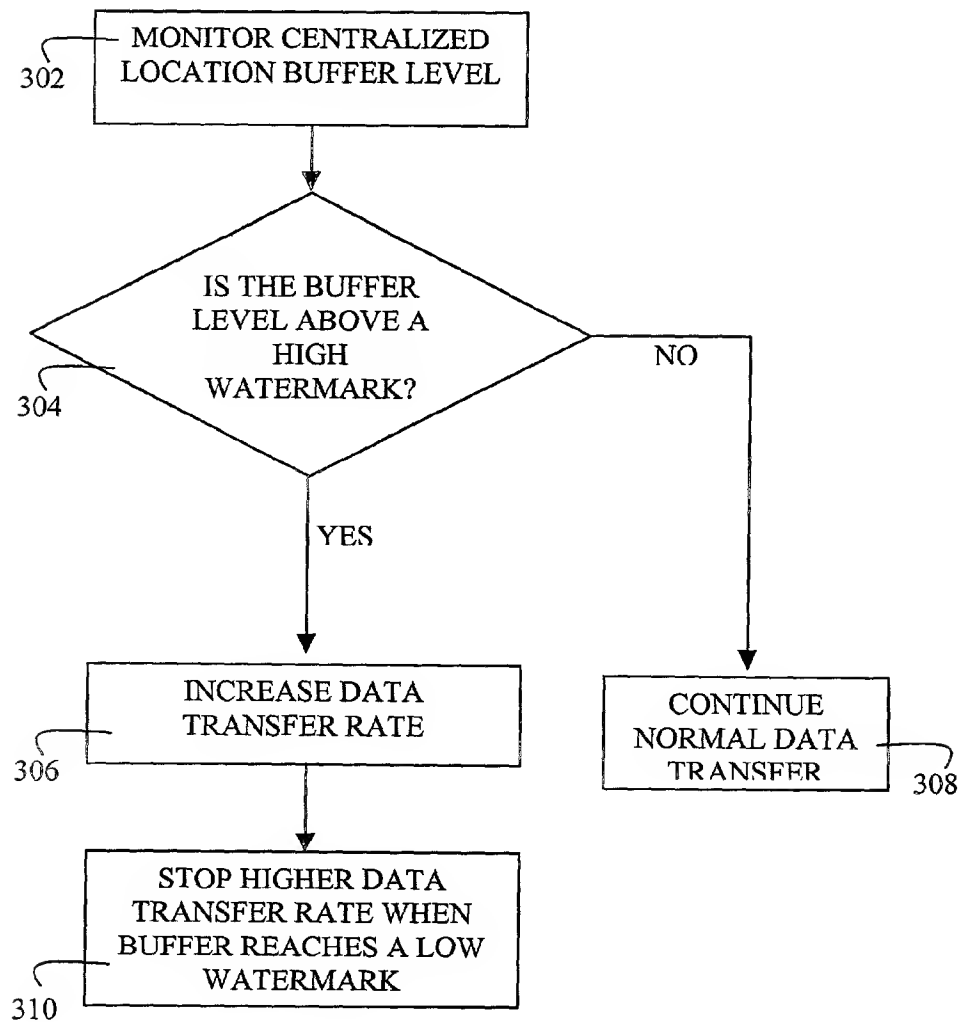 MONITOR CENTRALIZED
LOCATION BUFFER LEVEL
302
IS THE BUFFER
LEVEL ABOVE A
HIGH
WATERMARK?
304
NO
YES
INCREASE DATA
TRANSFER RATE
306
CONTINUE
NORMAL DATA
TRANSFER
308
STOP HIGHER DATA
TRANSFER RATE WHEN
BUFFER REACHES A LOW
WATERMARK
310